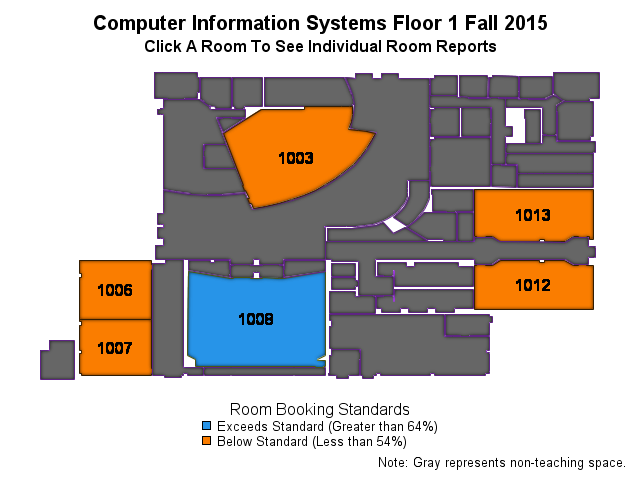 Computer Information Systems Floor 1 Fall 2015
Click A Room To See Individual Room Reports
1003
1013
1012
1006
1008
1007
Room Booking Standards
Exceeds Standard (Greater than 64%)
Below Standard (Less than 54%)
Note: Gray represents non-teaching space.